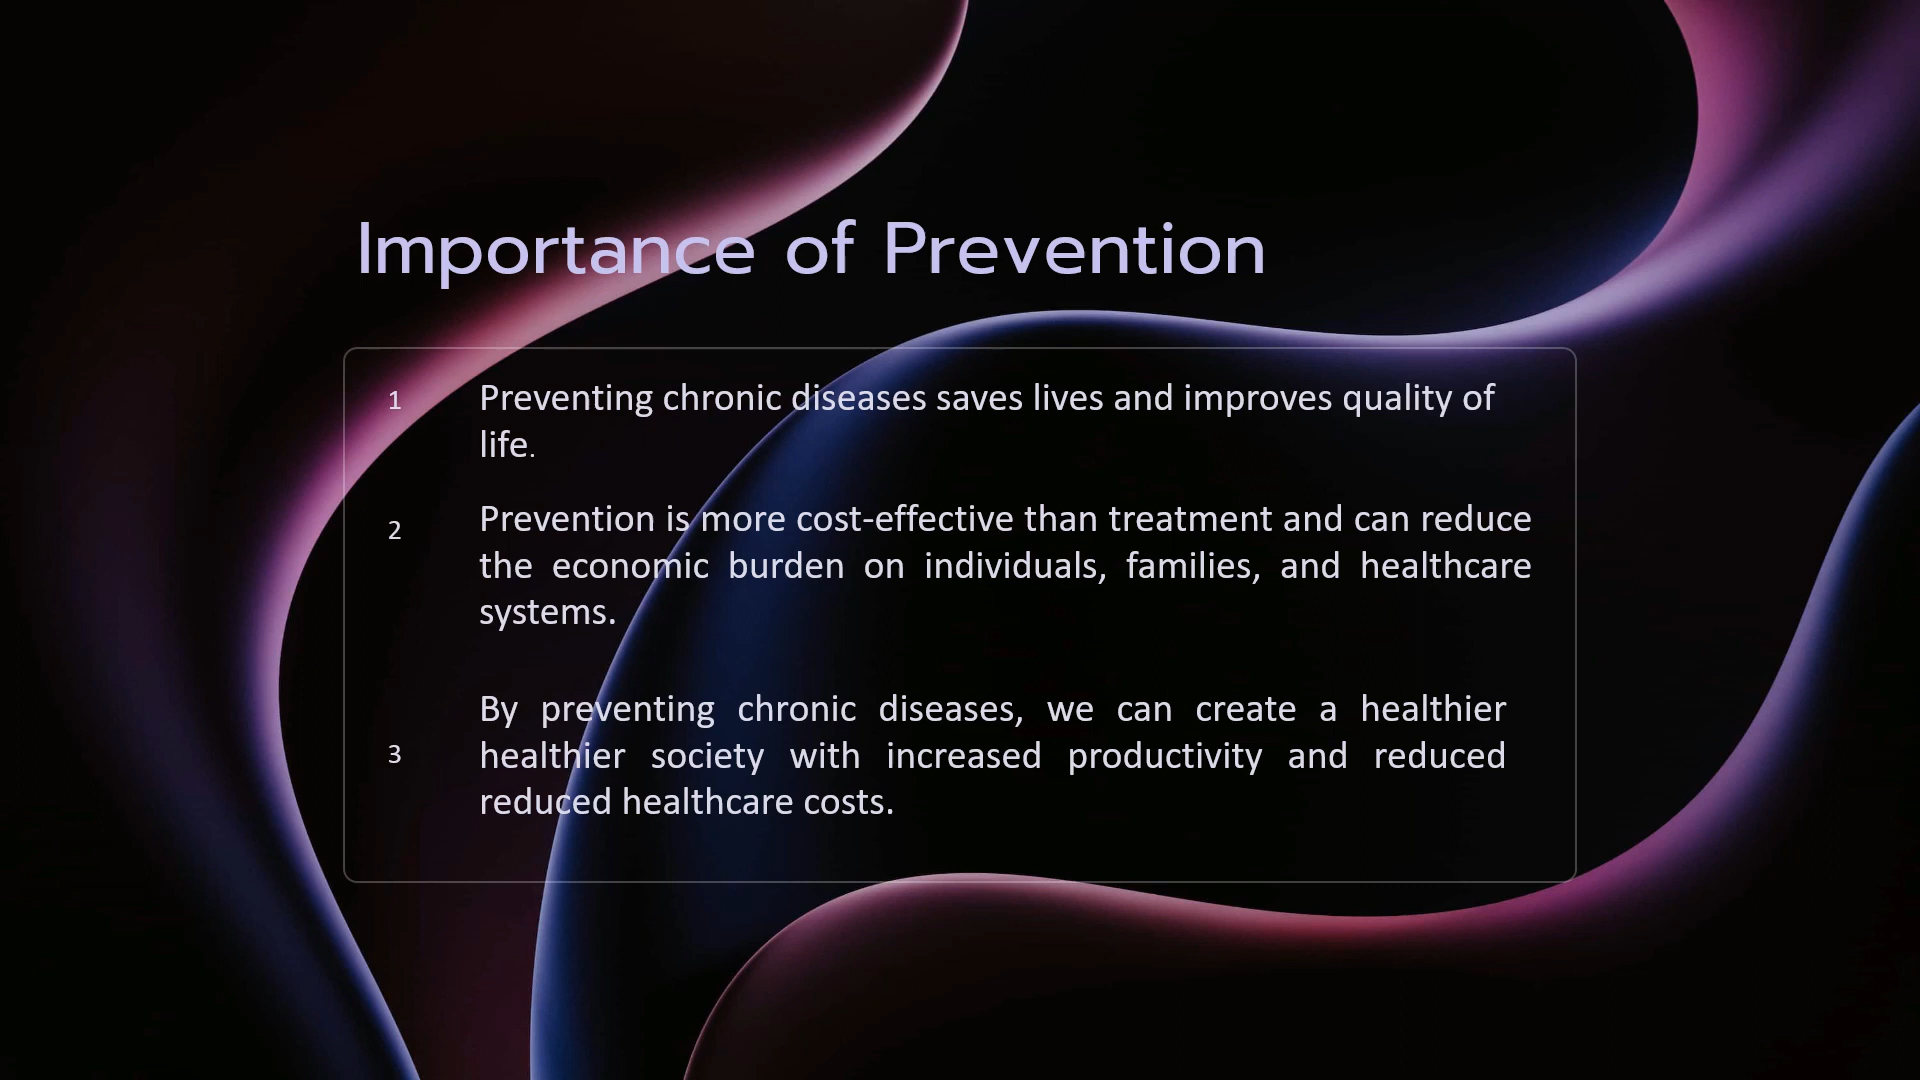 Importance of Prevention
1
Preventing chronic diseases saves lives and improves quality of
life.
2
Prevention is more cost-effective than treatment and can reduce
the economic burden on individuals, families, and healthcare
systems.
3
By preventing chronic diseases, we can create a healthier
healthier society with increased productivity and reduced
reduced healthcare costs.